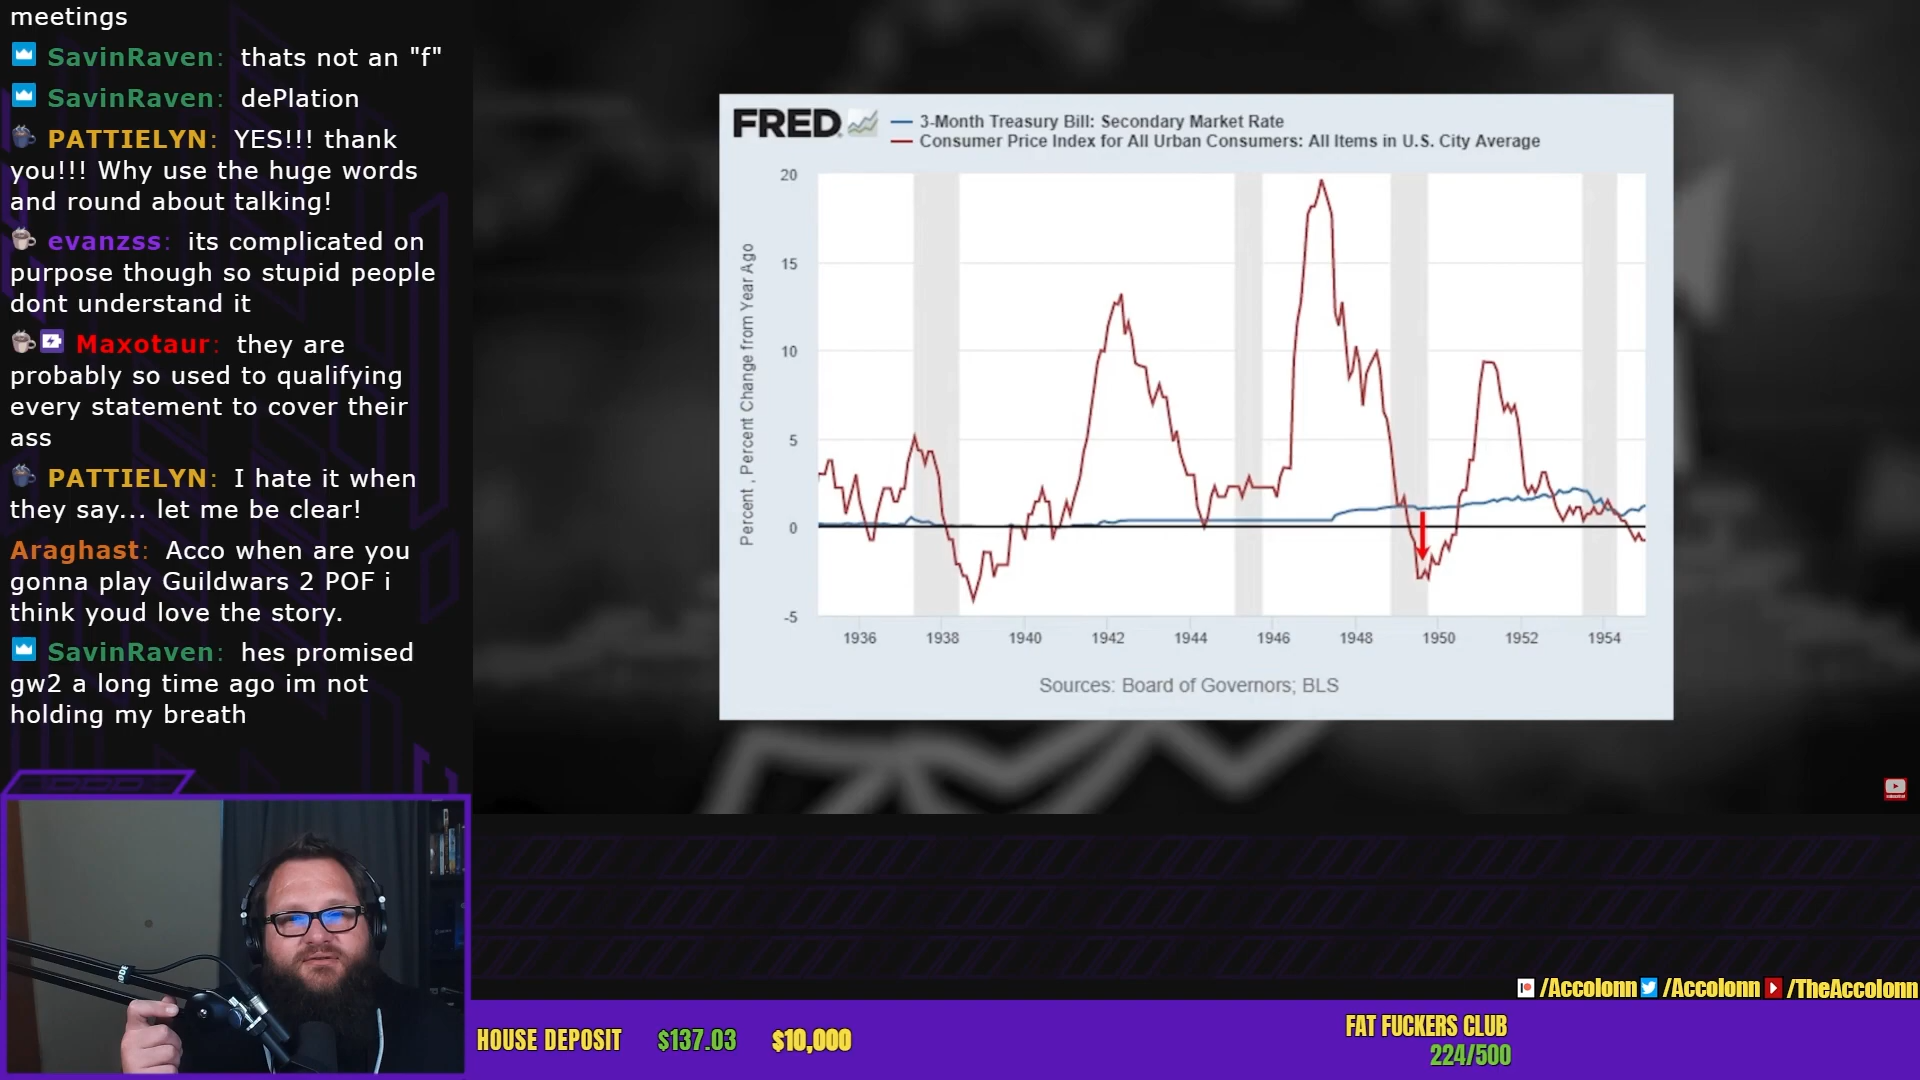 meetings
SavinRaven: thats not an "f"
SavinRaven: dePlation
PATTIELYN: YES!!! thank
you!!! Why use the huge words
and round about talking!
evanzss: its complicated on
purpose though so stupid people
dont understand it
Maxotaur: they are
probably so used to qualifying
every statement to cover their
ass
PATTIELYN: I hate it when
they say... let me be clear!
Araghast: Acco when are you
gonna play Guildwars 2 POF i
think youd love the story.
SavinRaven: hes promised
gw2 a long time ago im not
holding my breath
FRED
3-Month Treasury Bill: Secondary Market Rate
Consumer Price Index for All Urban Consumers: All Items in U.S. City Average
Percent , Percent Change from Year Ago
20
15
10
5
0
-5
1936 1938 1940 1942 1944 1946 1948 1950 1952 1954
Sources: Board of Governors; BLS
/Accolonn /Accolonn /TheAccolonn
HOUSE DEPOSIT $137.03 $10,000
FAT FUCKERS CLUB
224/500